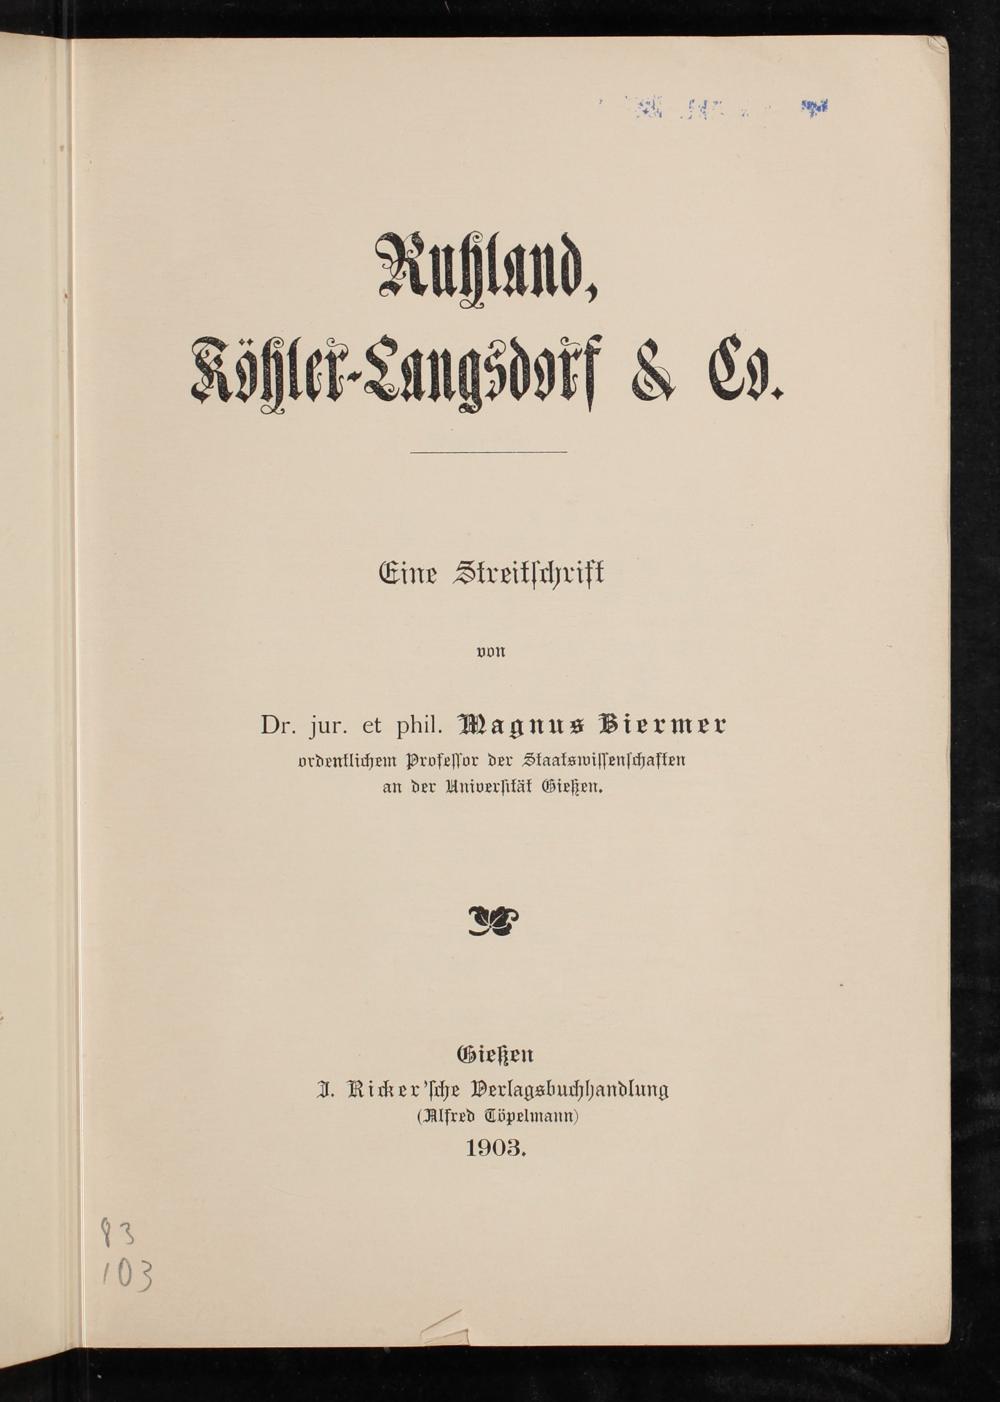 Ruhland,
Köhler-Langsdorf & Co.
Eine Streitschrift
von
Dr. jur. et phil. Magnus Biermer
ordentlichem Professor der Staatswissenschaften
an der Universität Gießen.
Gießen
J. Ricker'sche Verlagsbuchhandlung
(Alfred Töpelmann)
1903.
93
103